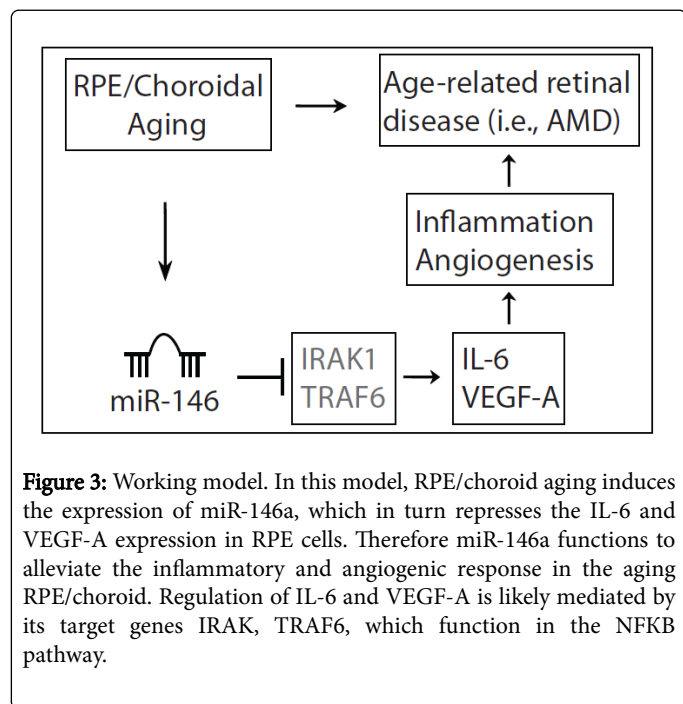 RPE/Choroidal
Aging
Age-related retinal
disease (i.e., AMD)
Inflammation
Angiogenesis
miR-146
IRAK1
TRAF6
IL-6
VEGF-A
Figure 3: Working model. In this model, RPE/choroid aging induces
the expression of miR-146a, which in turn represses the IL-6 and
VEGF-A expression in RPE cells. Therefore miR-146a functions to
alleviate the inflammatory and angiogenic response in the aging
RPE/choroid. Regulation of IL-6 and VEGF-A is likely mediated by
its target genes IRAK, TRAF6, which function in the NFKB
pathway.